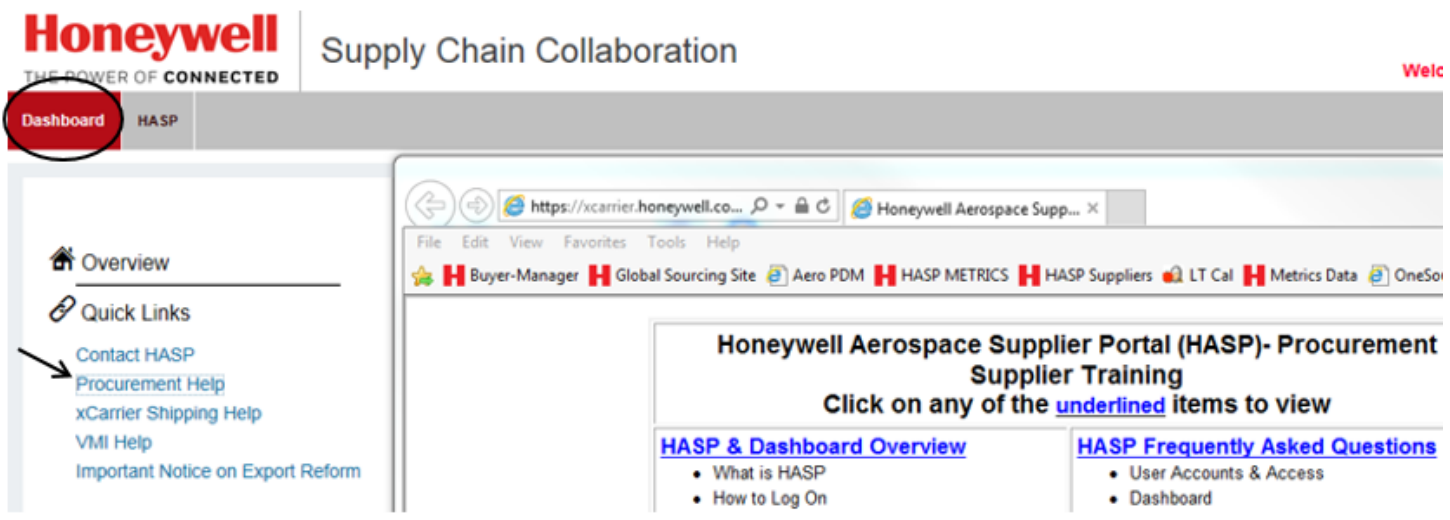 Honeywell
THE POWER OF CONNECTED
Supply Chain Collaboration
Dashboard HASP
Overview
Quick Links
Contact HASP
Procurement Help
xCarrier Shipping Help
VMI Help
Important Notice on Export Reform
https://xcarrier.honeywell.co... Honeywell Aerospace Supp...
File Edit View Favorites Tools Help
Buyer-Manager Global Sourcing Site Aero PDM HASP METRICS HASP Suppliers LT Cal Metrics Data
Honeywell Aerospace Supplier Portal (HASP)- Procurement
Supplier Training
Click on any of the underlined items to view
HASP & Dashboard Overview
• What is HASP
• How to Log On
HASP Frequently Asked Questions
• User Accounts & Access
• Dashboard